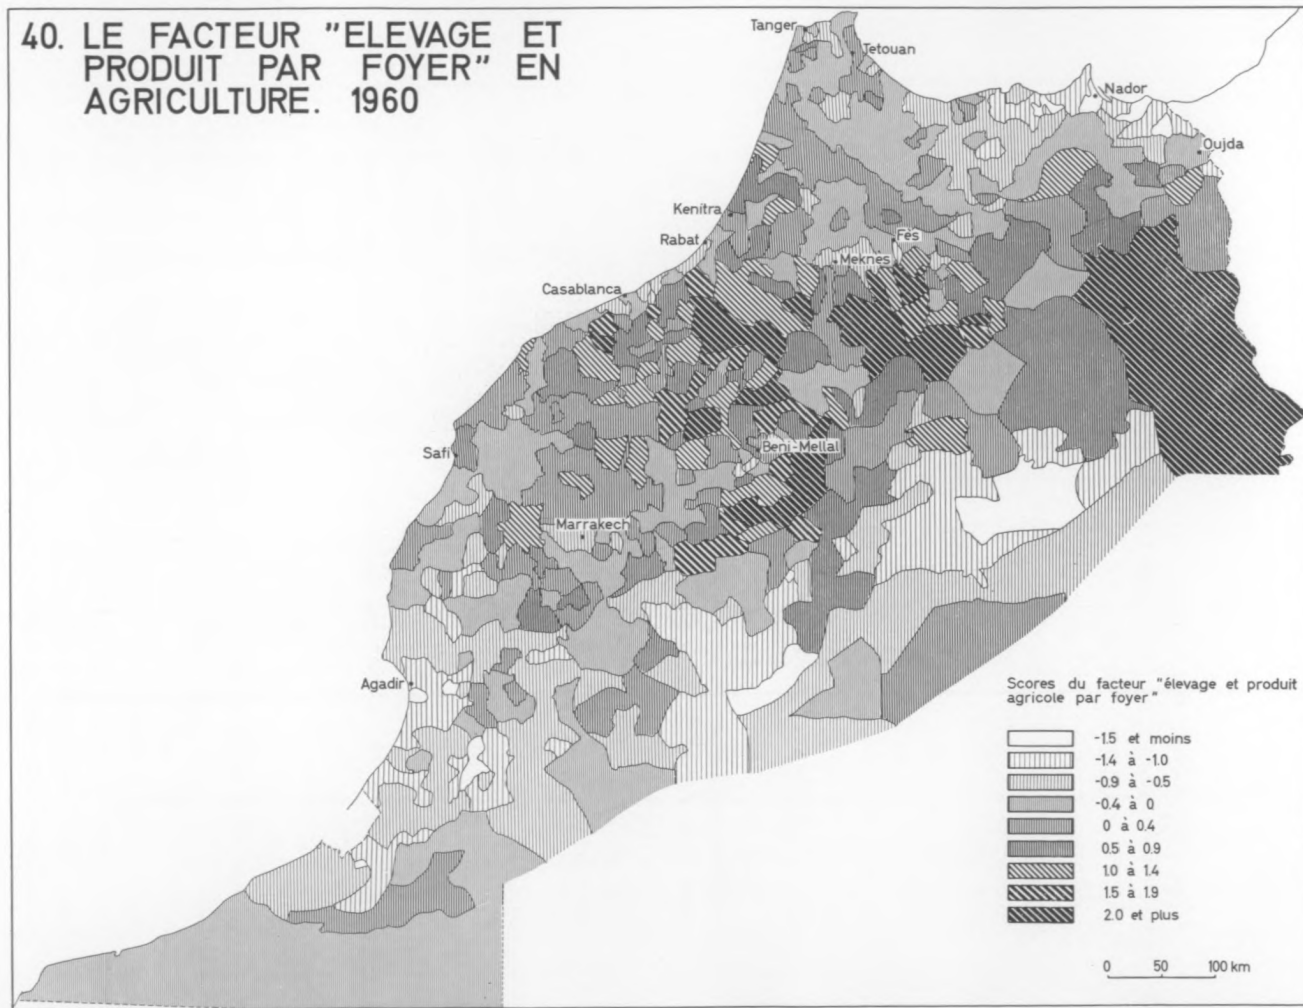 40. LE FACTEUR "ELEVAGE ET
PRODUIT PAR FOYER" EN
AGRICULTURE. 1960
Tanger
Tetouan
Nador
Oujda
Kenitra
Rabat
Fès
Meknès
Casablanca
Safi
Beni-Mellal
Marrakech
Agadir
Scores du facteur "élevage et produit
agricole par foyer"
-1.5 et moins
-1.4 à -1.0
-0.9 à -0.5
-0.4 à 0
0 à 0.4
0.5 à 0.9
1.0 à 1.4
1.5 à 1.9
2.0 et plus
0 50 100 km